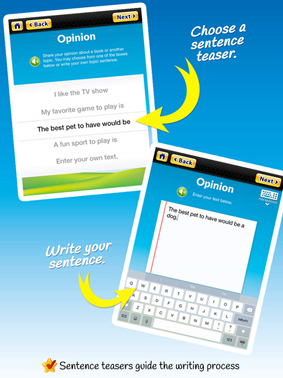 Back
Next
Opinion
Share your opinion about a book or another
topic. You may choose from one of the teases
below or write your own topic sentence.
I like the TV show
My favorite game to play is
The best pet to have would be
A fun sport to play is
Enter your own text.
Choose a
sentence
teaser.
Back
Next
Opinion
Enter your text below.
The best pet to have would be a
dog.
Write your
sentence.
Q W E R T Y U I O P
A S D F G H J K L
Z X C V B N M
Sentence teasers guide the writing process